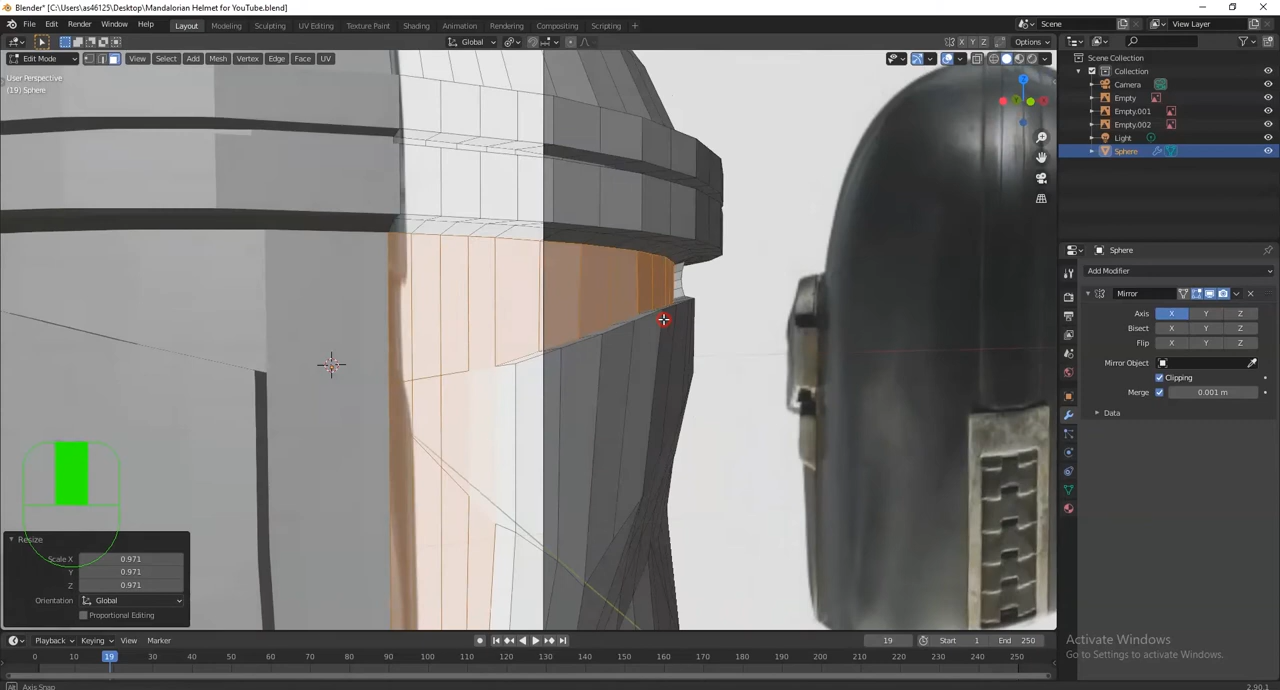 Blender* [C:\Users\as46125\Desktop\Mandalorian Helmet for YouTube.blend]
File Edit Render Window Help Layout Modeling Sculpting UV Editing Texture Paint Shading Animation Rendering Compositing Scripting + Scene View Layer
Global X Y Z Options
Edit Mode View Select Add Mesh Vertex Edge Face UV
User Perspective
(19) Sphere
Scene Collection
Collection
Camera
Empty
Empty.001
Empty.002
Light
Sphere
Sphere
Add Modifier
Mirror
Axis X Y Z
Bisect X Y Z
Flip X Y Z
Mirror Object
Clipping
Merge 0.001 m
Data
Resize
Scale X 0.971
Y 0.971
Z 0.971
Orientation Global
Proportional Editing
Playback Keying View Marker 19 Start 1 End 250
0 10 19 30 40 50 60 70 80 90 100 110 120 130 140 150 160 170 180 190 200 210 220 230 240 250
Activate Windows
Go to Settings to activate Windows.
Axis Snap 2.90.1